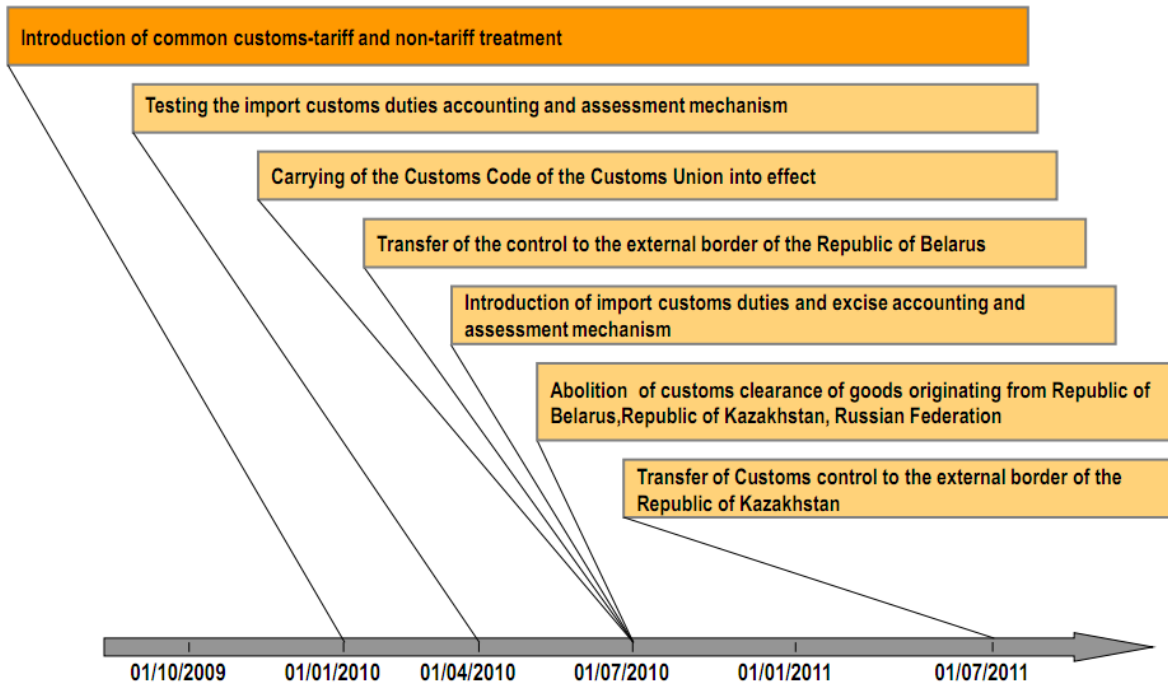 Introduction of common customs-tariff and non-tariff treatment
Testing the import customs duties accounting and assessment mechanism
Carrying of the Customs Code of the Customs Union into effect
Transfer of the control to the external border of the Republic of Belarus
Introduction of import customs duties and excise accounting and
assessment mechanism
Abolition of customs clearance of goods originating from Republic of
Belarus,Republic of Kazakhstan, Russian Federation
Transfer of Customs control to the external border of the
Republic of Kazakhstan
01/10/2009 01/01/2010 01/04/2010 01/07/2010 01/01/2011 01/07/2011